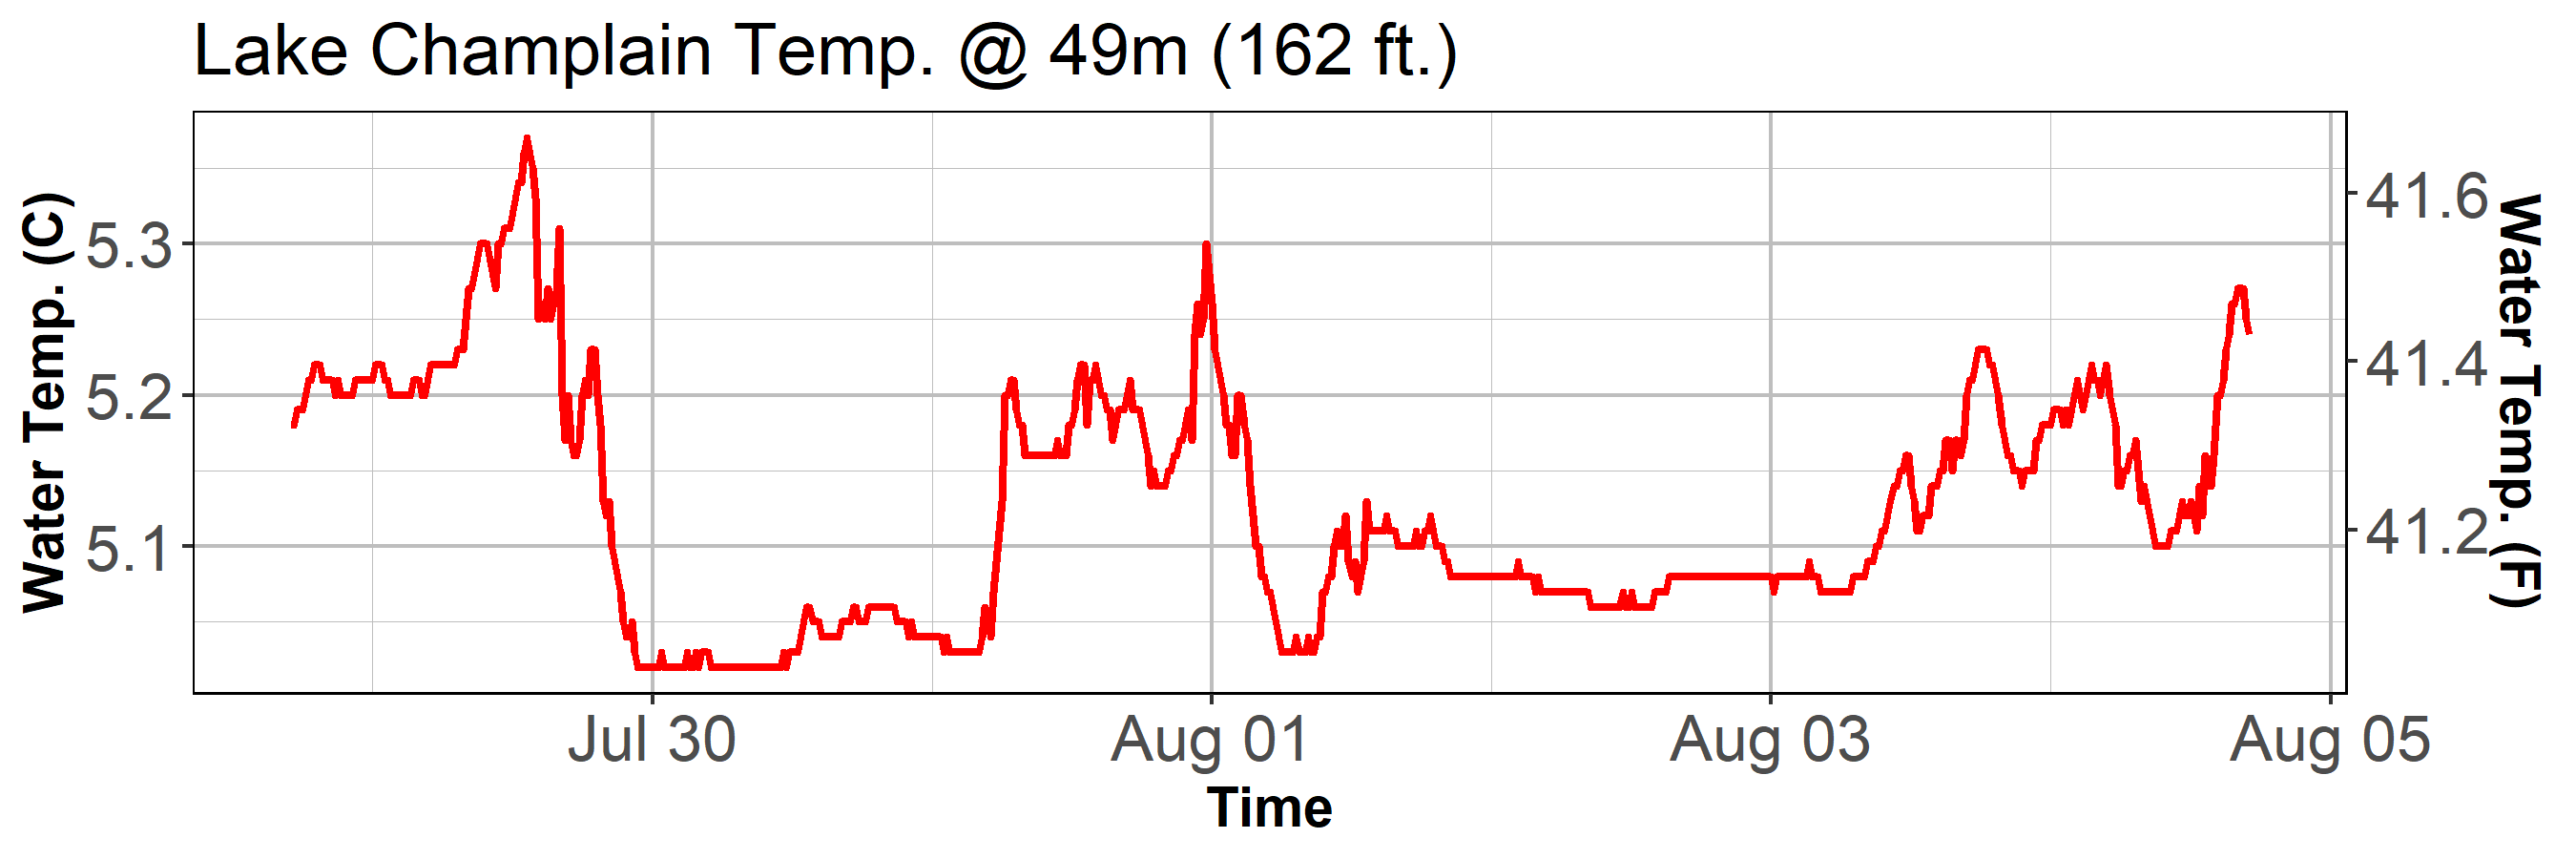 Lake Champlain Temp. @ 49m (162 ft.)
Water Temp. (C)
5.3
5.2
5.1
41.6
41.4
41.2
Water Temp. (F)
Jul 30
Aug 01
Aug 03
Aug 05
Time